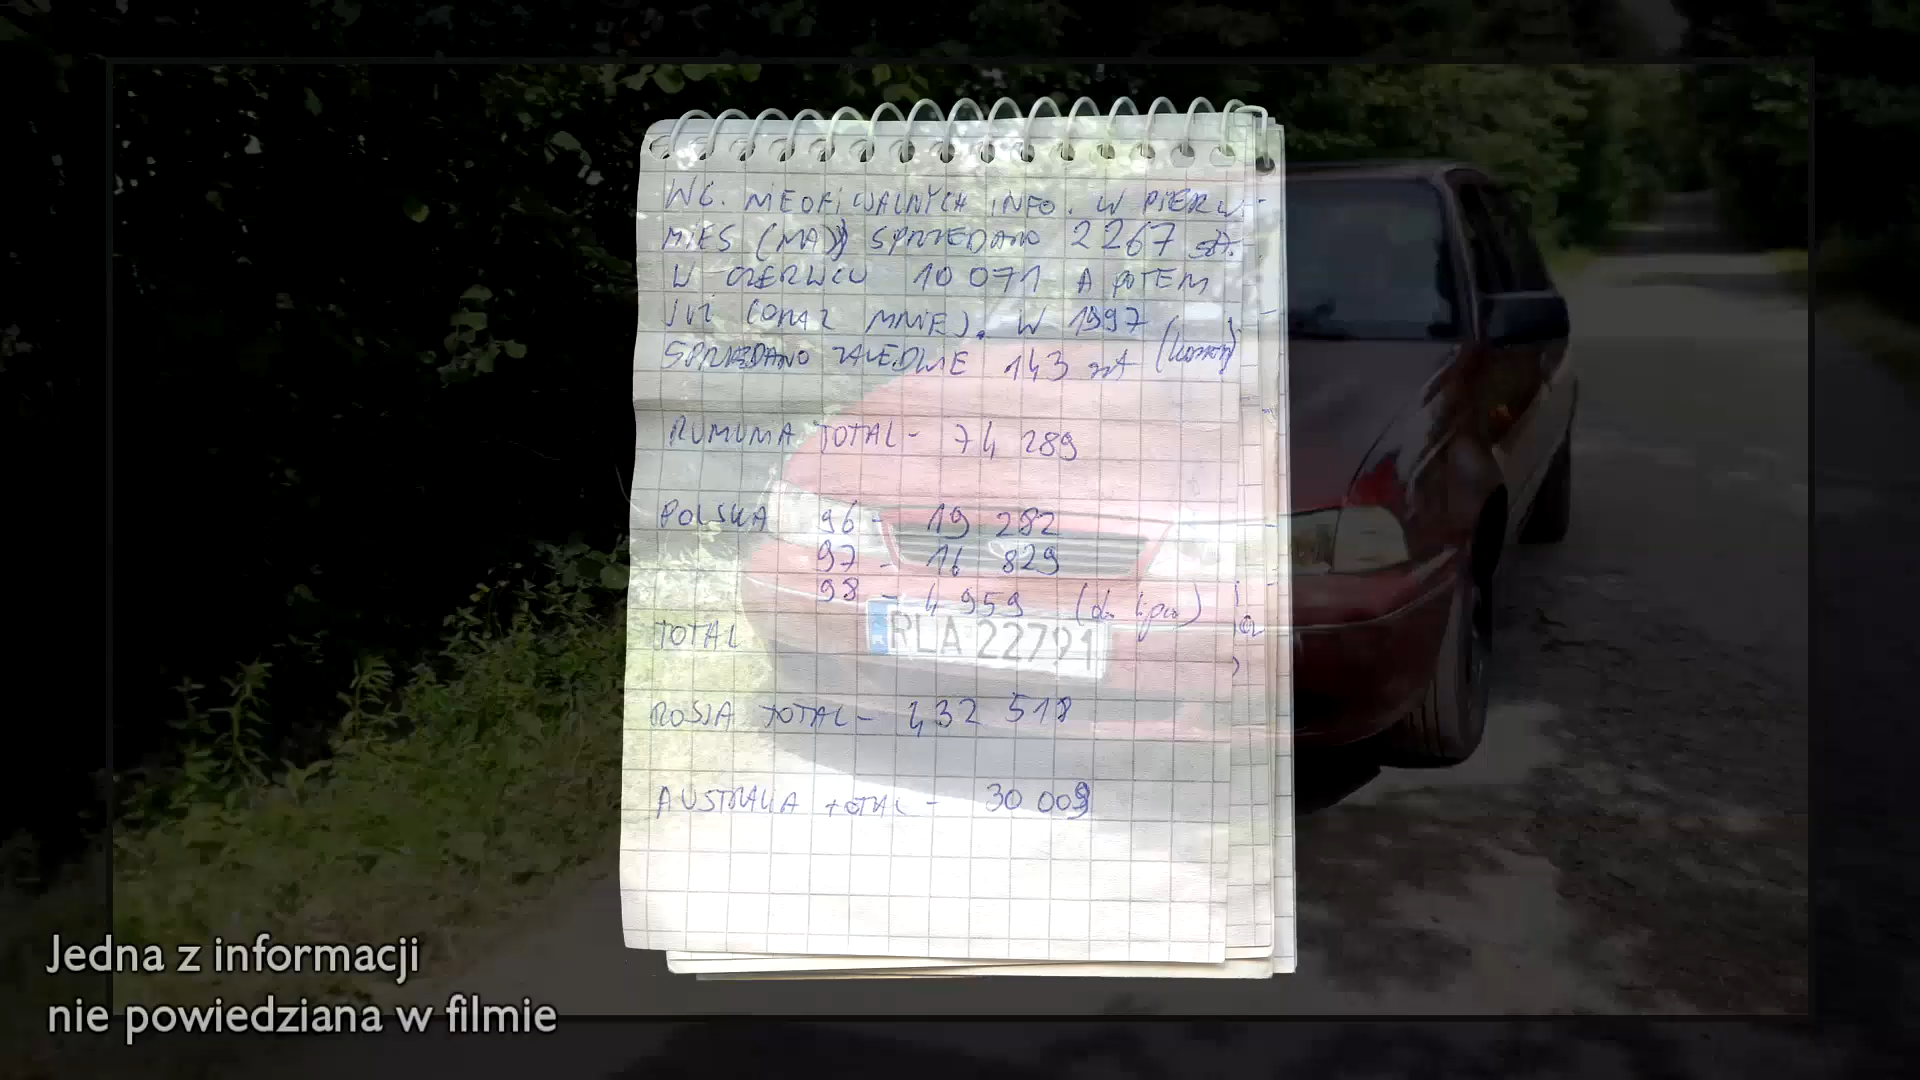 WG. NIEOFICJALNYCH INFO. W PIERW.
MIES (MAJ) SPRZEDANO 2267 szt.
W CZERWCU 10 071 A POTEM
JUŻ CORAZ MNIEJ. W 1997
SPRZEDANO ZALEDWIE 143 szt
RUMUNIA TOTAL - 74 289
POLSKA 96 - 19 282
97 - 16 829
98 - 4 959 (do lipca)
TOTAL
RLA 22791
ROSJA TOTAL - 432 518
AUSTRALIA TOTAL - 30 009
Jedna z informacji
nie powiedziana w filmie